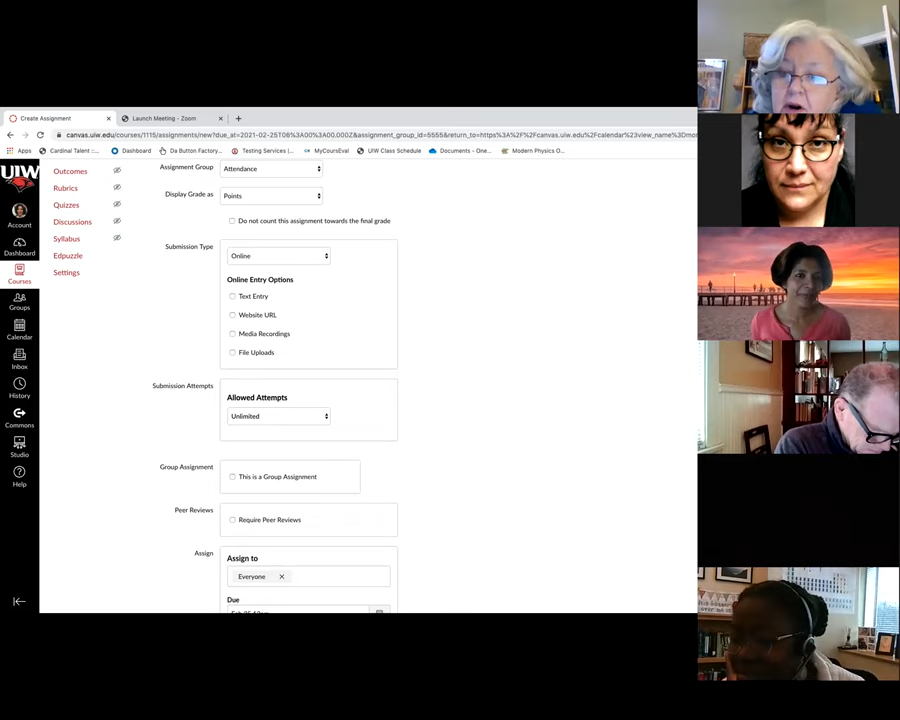 Create Assignment
Launch Meeting - Zoom
canvas.uiw.edu/courses/1115/assignments/new?due_at=2021-02-25T06%3A00%3A00.000Z&assignment_group_id=5555&return_to=https%3A%2F%2Fcanvas.uiw.edu%2Fcalendar%23view_name%3Dmon
Apps
Cardinal Talent ::...
Dashboard
Da Button Factory...
Testing Services |...
MyCoursEval
UIW Class Schedule
Documents - One...
Modern Physics O...
UIW
Account
Dashboard
Courses
Groups
Calendar
Inbox
History
Commons
Studio
Help
Outcomes
Rubrics
Quizzes
Discussions
Syllabus
Edpuzzle
Settings
Assignment Group
Attendance
Display Grade as
Points
Do not count this assignment towards the final grade
Submission Type
Online
Online Entry Options
Text Entry
Website URL
Media Recordings
File Uploads
Submission Attempts
Allowed Attempts
Unlimited
Group Assignment
This is a Group Assignment
Peer Reviews
Require Peer Reviews
Assign
Assign to
Everyone
Due